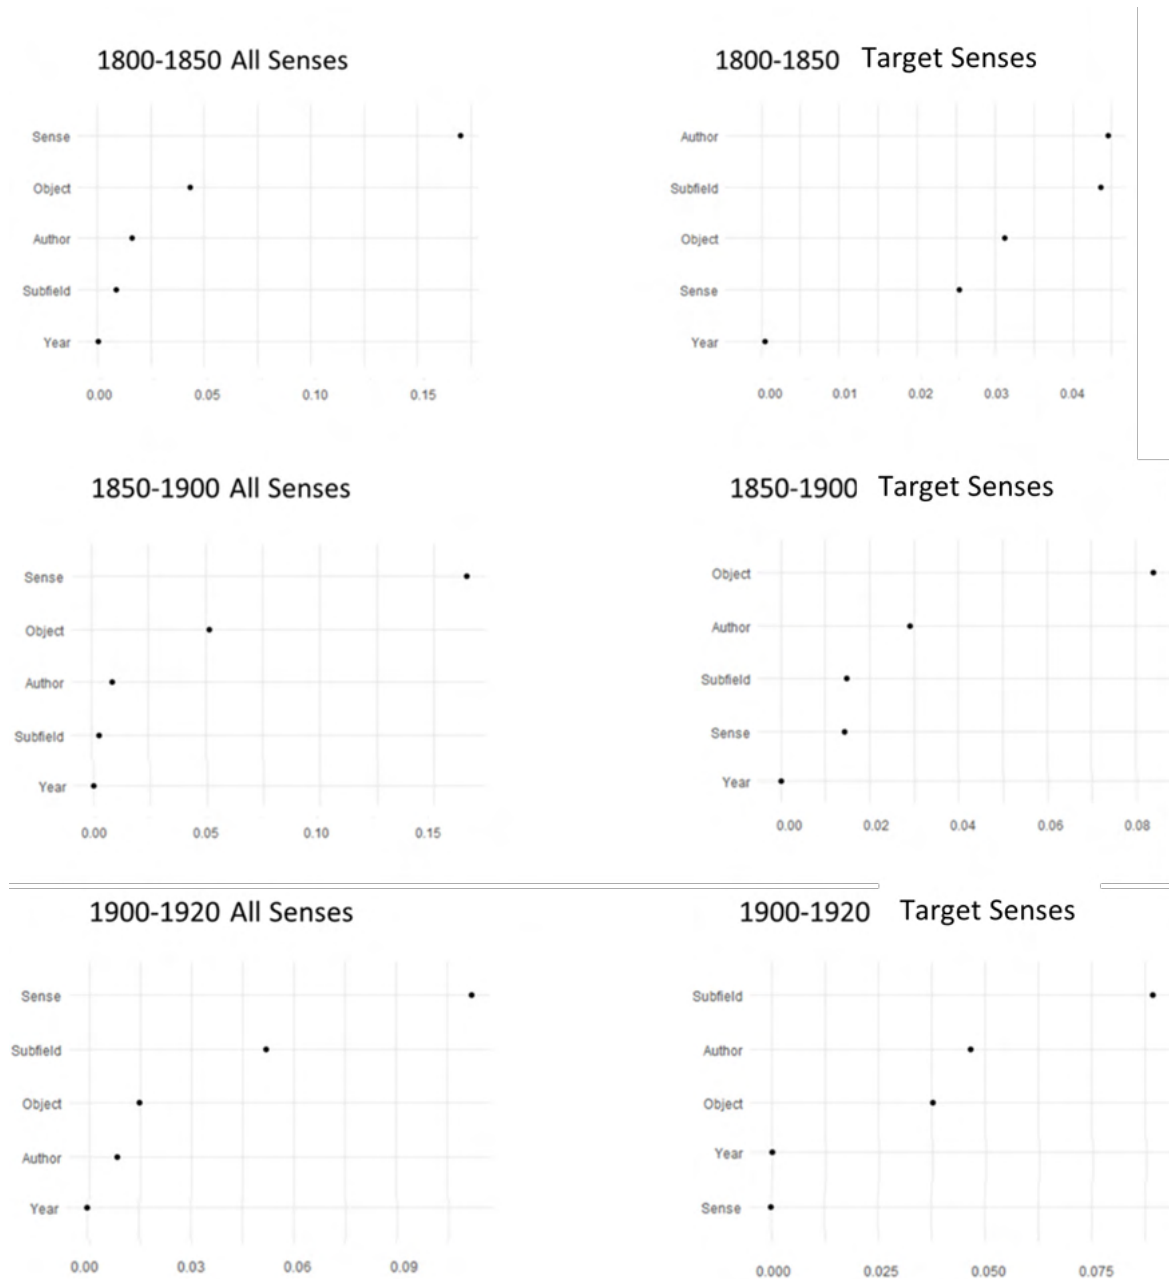 1800-1850 All Senses
Sense
Object
Author
Subfield
Year
0.00 0.05 0.10 0.15
1800-1850 Target Senses
Author
Subfield
Object
Sense
Year
0.00 0.01 0.02 0.03 0.04
1850-1900 All Senses
Sense
Object
Author
Subfield
Year
0.00 0.05 0.10 0.15
1850-1900 Target Senses
Object
Author
Subfield
Sense
Year
0.00 0.02 0.04 0.06 0.08
1900-1920 All Senses
Sense
Subfield
Object
Author
Year
0.00 0.03 0.06 0.09
1900-1920 Target Senses
Subfield
Author
Object
Year
Sense
0.000 0.025 0.050 0.075